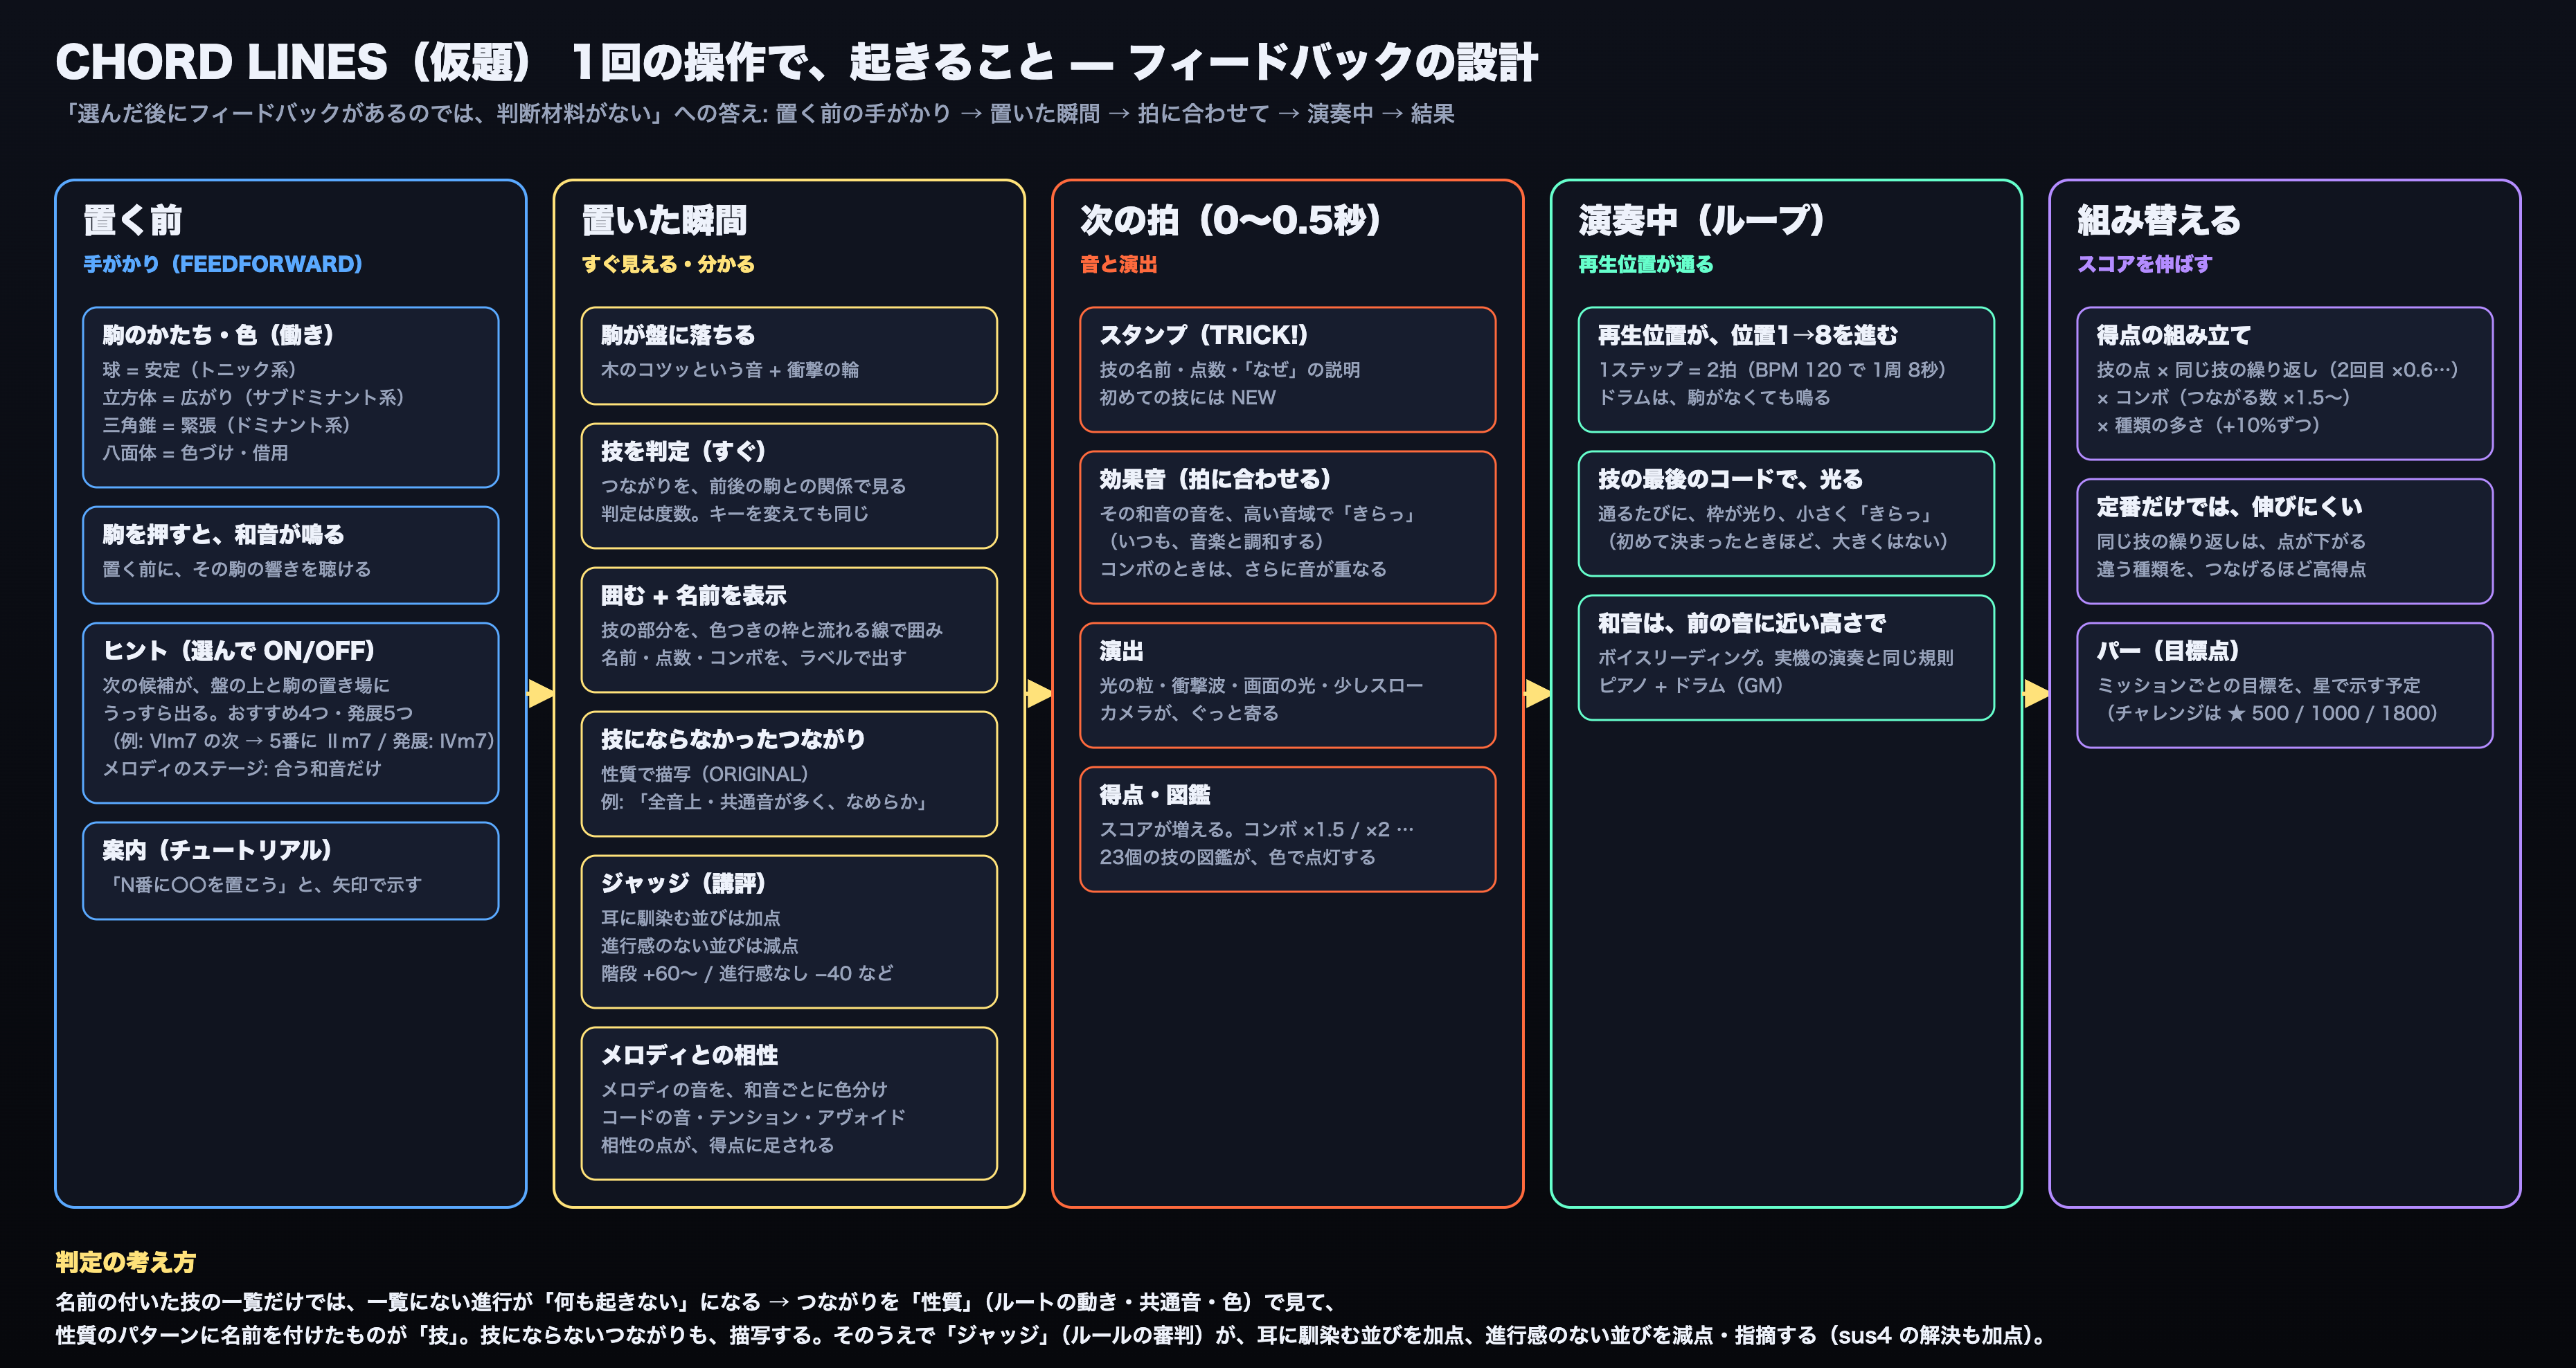 CHORD LINES（仮題） 1回の操作で、起きること — フィードバックの設計
「選んだ後にフィードバックがあるのでは、判断材料がない」への答え: 置く前の手がかり → 置いた瞬間 → 拍に合わせて → 演奏中 → 結果
置く前
手がかり（FEEDFORWARD）
駒のかたち・色（働き）
球 = 安定（トニック系）
立方体 = 広がり（サブドミナント系）
三角錐 = 緊張（ドミナント系）
八面体 = 色づけ・借用
駒を押すと、和音が鳴る
置く前に、その駒の響きを聴ける
ヒント（選んで ON/OFF）
次の候補が、盤の上と駒の置き場に
うっすら出る。おすすめ4つ・発展5つ
（例: Ⅵm7 の次 → 5番に Ⅱm7 / 発展: Ⅳm7）
メロディのステージ: 合う和音だけ
案内（チュートリアル）
「N番に〇〇を置こう」と、矢印で示す
置いた瞬間
すぐ見える・分かる
駒が盤に落ちる
木のコツッという音 + 衝撃の輪
技を判定（すぐ）
つながりを、前後の駒との関係で見る
判定は度数。キーを変えても同じ
囲む + 名前を表示
技の部分を、色つきの枠と流れる線で囲み
名前・点数・コンボを、ラベルで出す
技にならなかったつながり
性質で描写（ORIGINAL）
例: 「全音上・共通音が多く、なめらか」
ジャッジ（講評）
耳に馴染む並びは加点
進行感のない並びは減点
階段 +60〜 / 進行感なし −40 など
メロディとの相性
メロディの音を、和音ごとに色分け
コードの音・テンション・アヴォイド
相性の点が、得点に足される
次の拍（0〜0.5秒）
音と演出
スタンプ（TRICK!）
技の名前・点数・「なぜ」の説明
初めての技には NEW
効果音（拍に合わせる）
その和音の音を、高い音域で「きらっ」
（いつも、音楽と調和する）
コンボのときは、さらに音が重なる
演出
光の粒・衝撃波・画面の光・少しスロー
カメラが、ぐっと寄る
得点・図鑑
スコアが増える。コンボ ×1.5 / ×2 …
23個の技の図鑑が、色で点灯する
演奏中（ループ）
再生位置が通る
再生位置が、位置1→8を進む
1ステップ = 2拍（BPM 120 で 1周 8秒）
ドラムは、駒がなくても鳴る
技の最後のコードで、光る
通るたびに、枠が光り、小さく「きらっ」
（初めて決まったときほど、大きくはない）
和音は、前の音に近い高さで
ボイスリーディング。実機の演奏と同じ規則
ピアノ + ドラム（GM）
組み替える
スコアを伸ばす
得点の組み立て
技の点 × 同じ技の繰り返し（2回目 ×0.6…）
× コンボ（つながる数 ×1.5〜）
× 種類の多さ（+10%ずつ）
定番だけでは、伸びにくい
同じ技の繰り返しは、点が下がる
違う種類を、つなげるほど高得点
パー（目標点）
ミッションごとの目標を、星で示す予定
（チャレンジは ★ 500 / 1000 / 1800）
判定の考え方
名前の付いた技の一覧だけでは、一覧にない進行が「何も起きない」になる → つながりを「性質」（ルートの動き・共通音・色）で見て、
性質のパターンに名前を付けたものが「技」。技にならないつながりも、描写する。そのうえで「ジャッジ」（ルールの審判）が、耳に馴染む並びを加点、進行感のない並びを減点・指摘する（sus4 の解決も加点）。